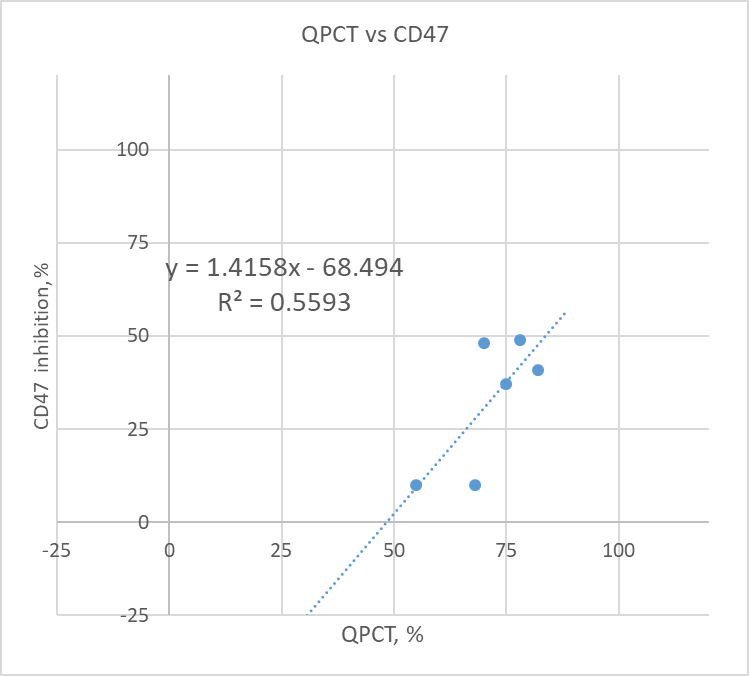 QPCT vs CD47
100
75
y = 1.4158x - 68.494
R² = 0.5593
50
25
0
-25 0 25 50 75 100
-25
CD47 inhibition,%
QPCT, %